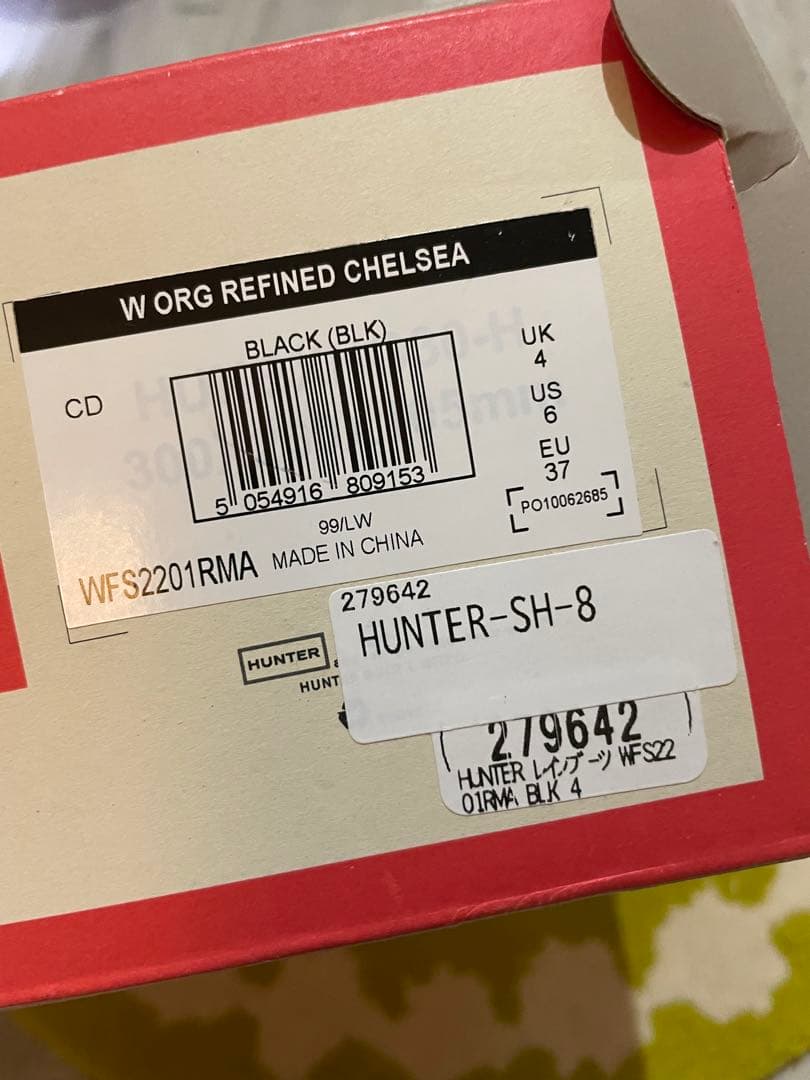 W ORG REFINED CHELSEA
BLACK (BLK)
CD
UK
4
US
6
EU
37
5 054916 809153
PO10062685
99/LW
WFS2201RMA MADE IN CHINA
279642
HUNTER-SH-8
HUNTER
HUNT
279642
HUNTER レインブーツ WFS22
01RMA BLK 4